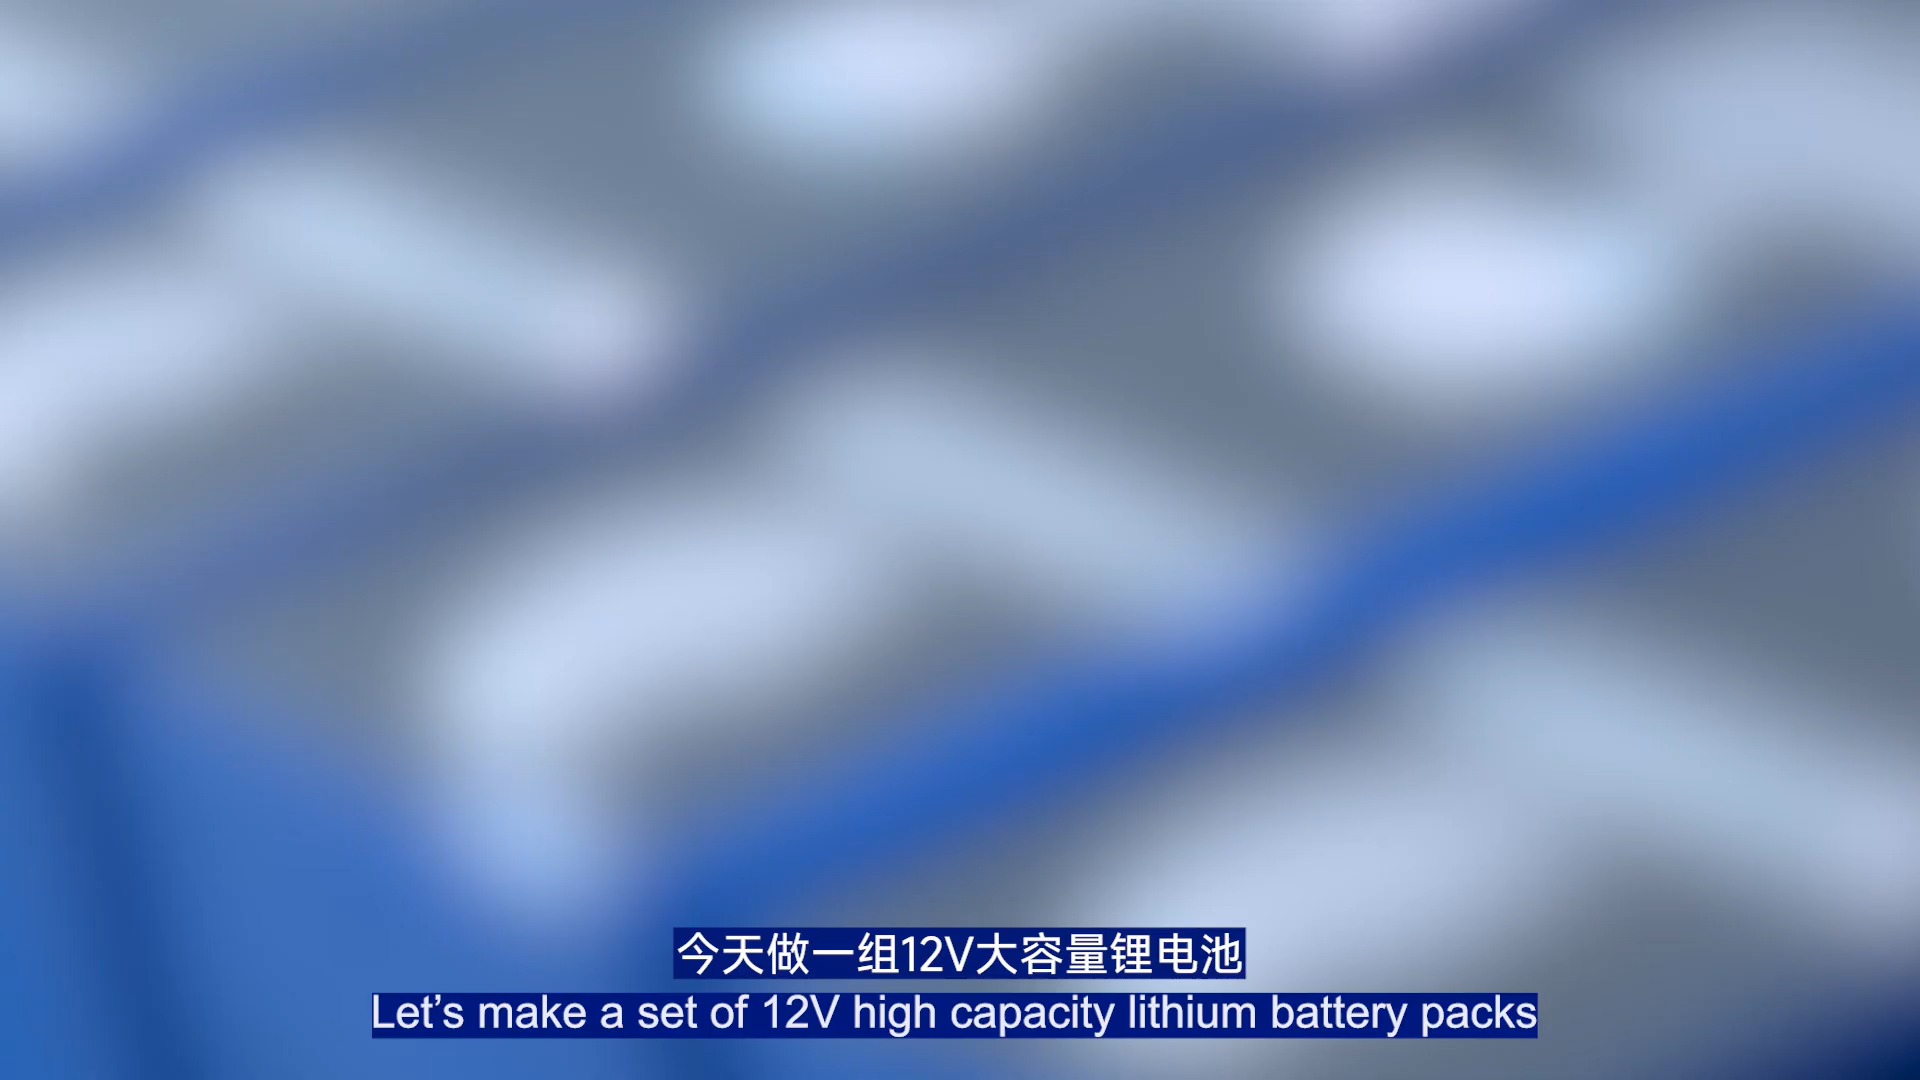 今天做一组12V大容量锂电池
Let’s make a set of 12V high capacity lithium battery packs